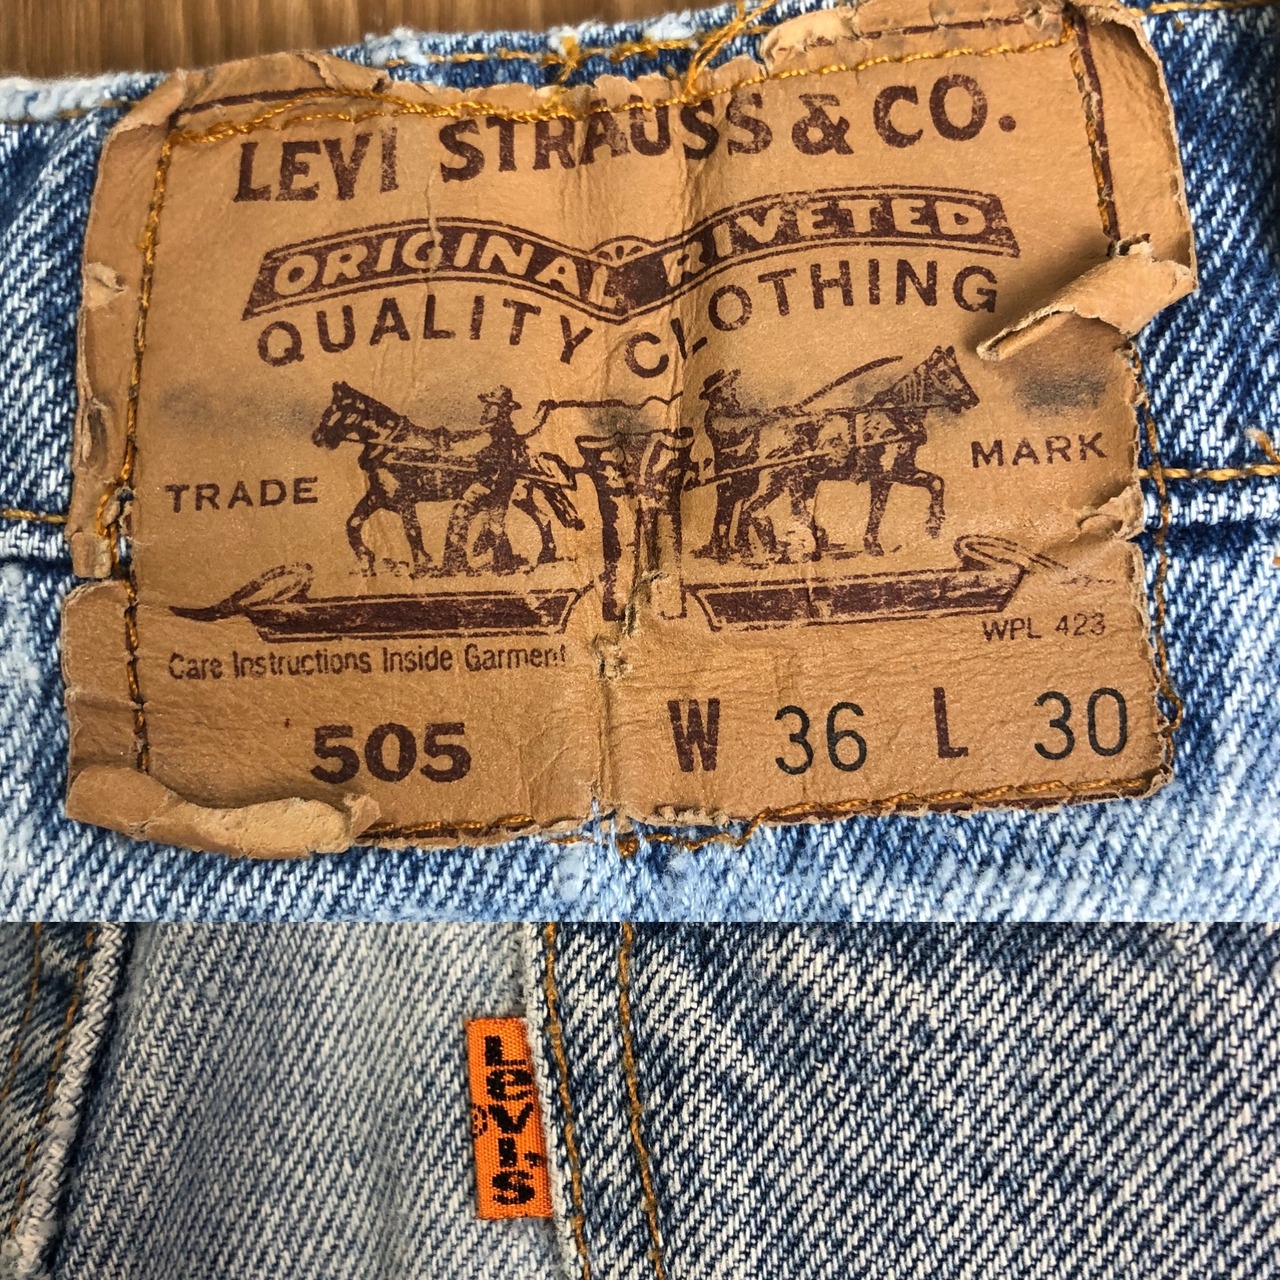 LEVI STRAUSS & CO.
ORIGINAL RIVETED
QUALITY CLOTHING
TRADE MARK
WPL 423
Care Instructions Inside Garment
505 W 36 L 30
LEVI'S